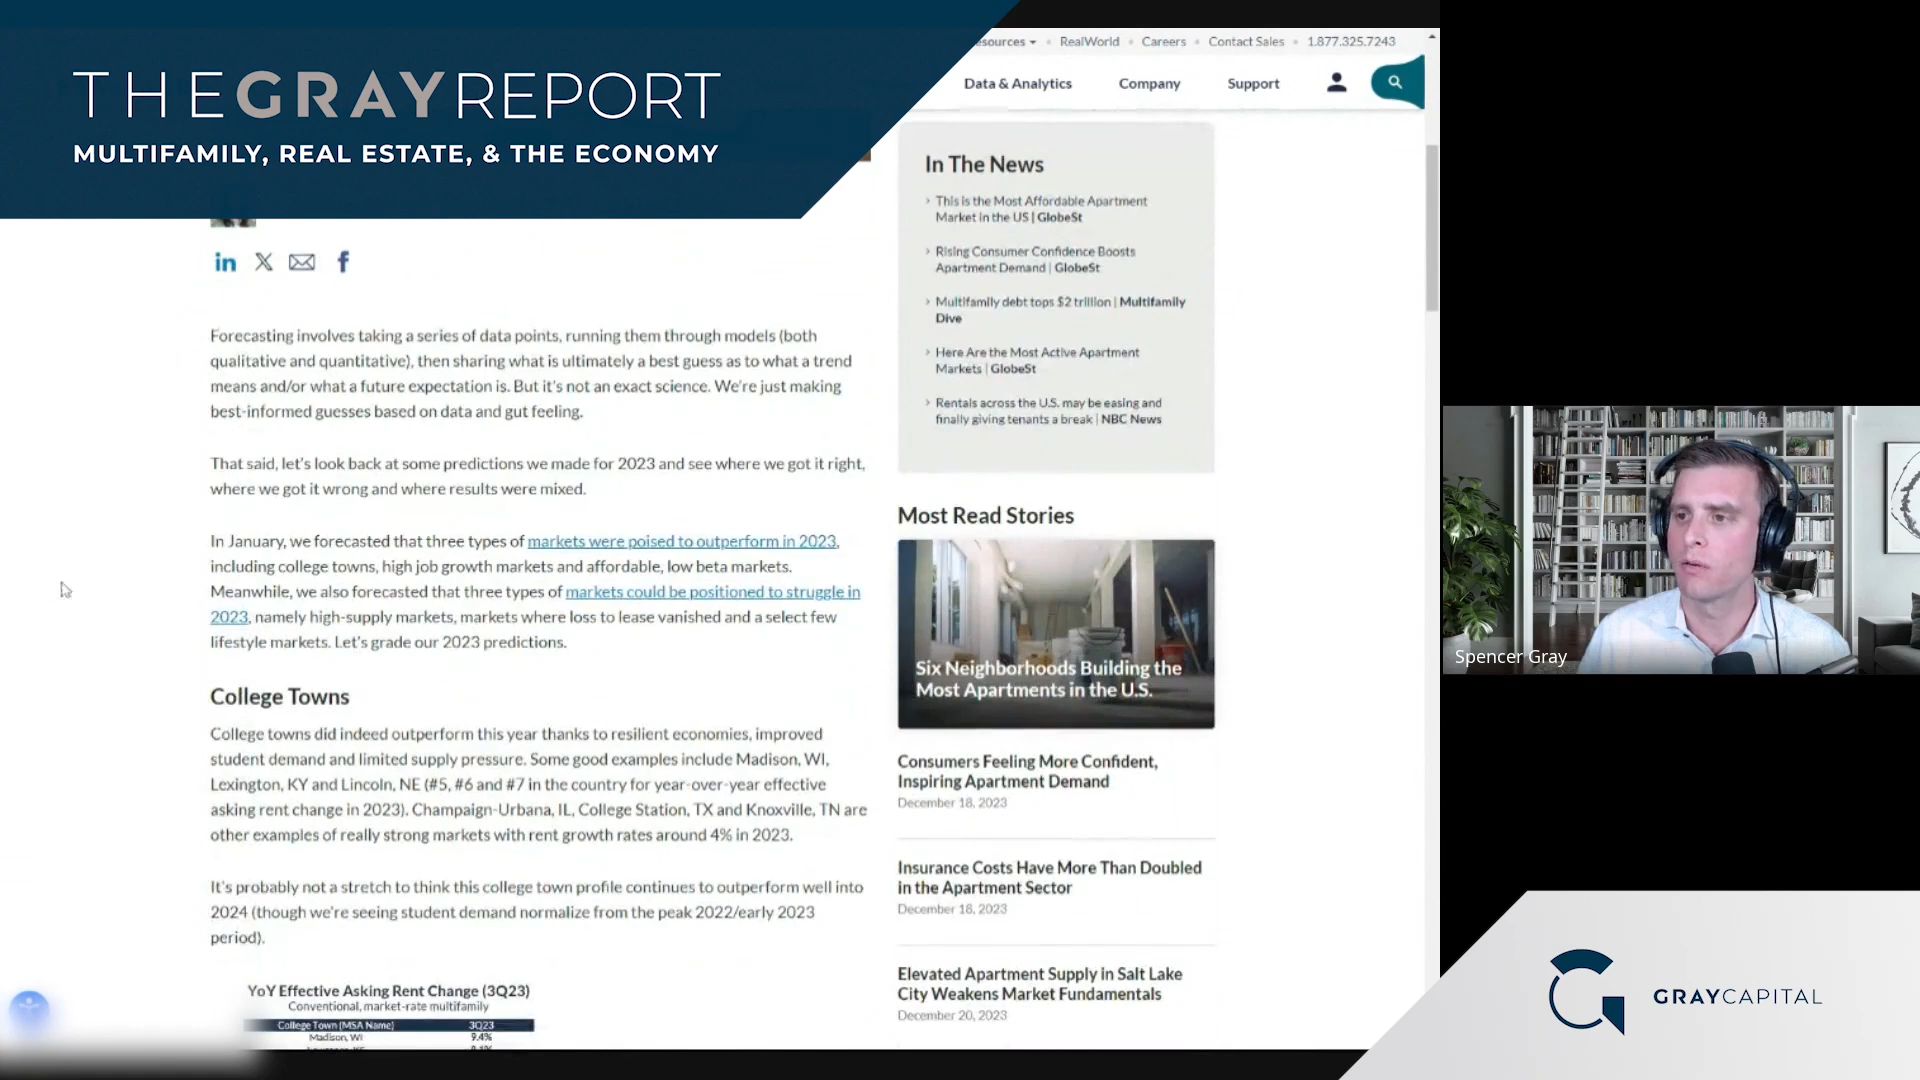 THEGRAYREPORT
MULTIFAMILY, REAL ESTATE, & THE ECONOMY
RealWorld
Careers
Contact Sales
1.877.325.7243
Data & Analytics
Company
Support
Forecasting involves taking a series of data points, running them through models (both
qualitative and quantitative), then sharing what is ultimately a best guess as to what a trend
means and/or what a future expectation is. But it's not an exact science. We're just making
best-informed guesses based on data and gut feeling.
That said, let's look back at some predictions we made for 2023 and see where we got it right,
where we got it wrong and where results were mixed.
In January, we forecasted that three types of markets were poised to outperform in 2023,
including college towns, high job growth markets and affordable, low beta markets.
Meanwhile, we also forecasted that three types of markets could be positioned to struggle in
2023, namely high-supply markets, markets where loss to lease vanished and a select few
lifestyle markets. Let's grade our 2023 predictions.
College Towns
College towns did indeed outperform this year thanks to resilient economies, improved
student demand and limited supply pressure. Some good examples include Madison, WI,
Lexington, KY and Lincoln, NE (#5, #6 and #7 in the country for year-over-year effective
asking rent change in 2023). Champaign-Urbana, IL, College Station, TX and Knoxville, TN are
other examples of really strong markets with rent growth rates around 4% in 2023.
It's probably not a stretch to think this college town profile continues to outperform well into
2024 (though we're seeing student demand normalize from the peak 2022/early 2023
period).
YoY Effective Asking Rent Change (3Q23)
Conventional, market-rate multifamily
College Town (MSA Name) 3Q23
Madison, WI 9.4%
In The News
This is the Most Affordable Apartment
Market in the US | GlobeSt
Rising Consumer Confidence Boosts
Apartment Demand | GlobeSt
Multifamily debt tops $2 trillion | Multifamily
Dive
Here Are the Most Active Apartment
Markets | GlobeSt
Rentals across the U.S. may be easing and
finally giving tenants a break | NBC News
Most Read Stories
Six Neighborhoods Building the
Most Apartments in the U.S.
Consumers Feeling More Confident,
Inspiring Apartment Demand
December 18, 2023
Insurance Costs Have More Than Doubled
in the Apartment Sector
December 18, 2023
Elevated Apartment Supply in Salt Lake
City Weakens Market Fundamentals
December 20, 2023
Spencer Gray
GRAYCAPITAL